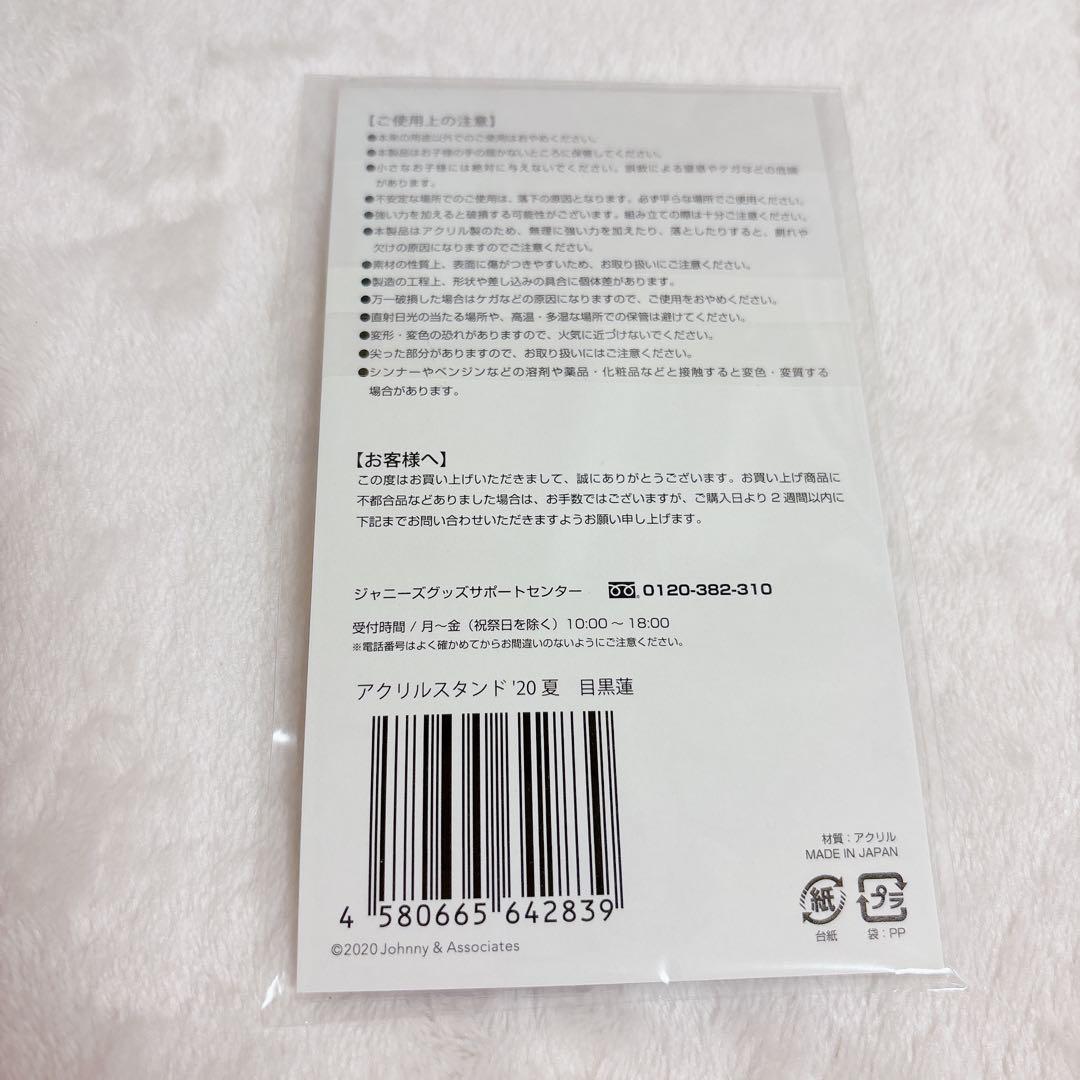 【ご使用上の注意】
●本来の用途以外でのご使用はおやめください。
●本製品はお子様の手の届かないところに保管してください。
●小さなお子様には絶対に与えないでください。誤飲による窒息やケガなどの危険
があります。
●不安定な場所でのご使用は、落下の原因となります。必ず平らな場所でご使用ください。
●強い力を加えると破損する可能性がございます。組み立ての際は十分ご注意ください。
●本製品はアクリル製のため、無理に強い力を加えたり、落としたりすると、割れや
欠けの原因になりますのでご注意ください。
●素材の性質上、表面に傷がつきやすいため、お取り扱いにご注意ください。
●製造の工程上、形状や差し込みの具合に個体差があります。
●万一破損した場合はケガなどの原因になりますので、ご使用をおやめください。
●直射日光の当たる場所や、高温・多湿な場所での保管は避けてください。
●変形・変色の恐れがありますので、火気に近づけないでください。
●尖った部分がありますので、お取り扱いにはご注意ください。
●シンナーやベンジンなどの溶剤や薬品・化粧品などと接触すると変色・変質する
場合があります。
【お客様へ】
この度はお買い上げいただきまして、誠にありがとうございます。お買い上げ商品に
不都合品などありました場合は、お手数ではございますが、ご購入日より2週間以内に
下記までお問い合わせいただきますようお願い申し上げます。
ジャニーズグッズサポートセンター 0120-382-310
受付時間 / 月〜金（祝祭日を除く）10:00 〜 18:00
※電話番号はよく確かめてからお間違いのないようにご注意ください。
アクリルスタンド '20 夏 目黒蓮
4 580665 642839
©2020 Johnny & Associates
材質：アクリル
MADE IN JAPAN
紙 プラ
台紙 袋：PP